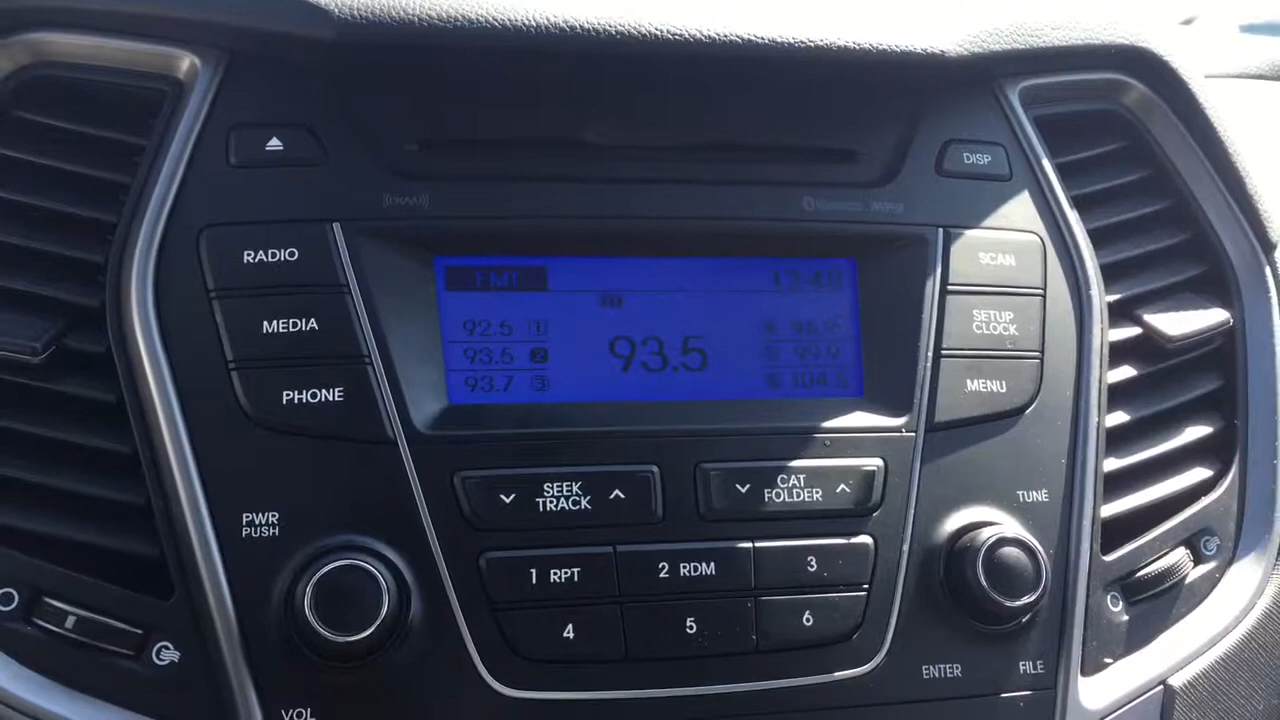 DISP
RADIO
MEDIA
PHONE
SCAN
SETUP
CLOCK
MENU
FM1
92.5 1
93.5 2
93.7 3
93.5
SEEK
TRACK
CAT
FOLDER
PWR
PUSH
TUNE
1 RPT
2 RDM
3
4
5
6
ENTER
FILE
VOL